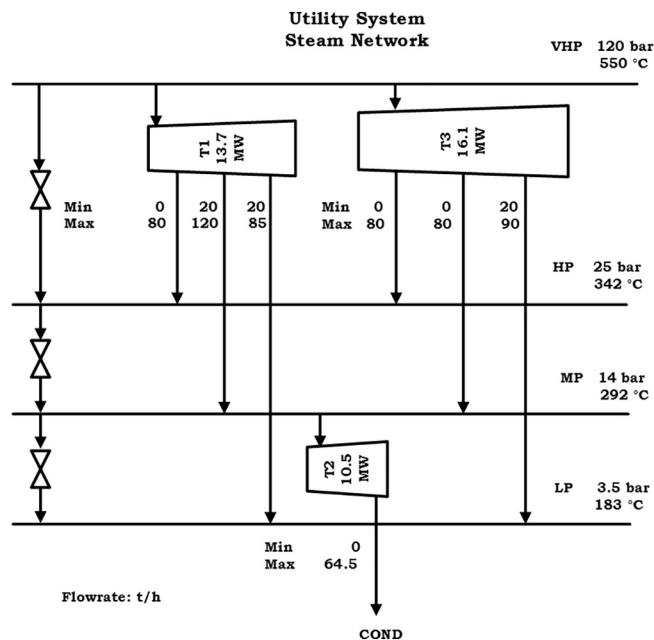 Utility System
Steam Network
VHP 120 bar
550 °C
T1
13.7
MW
T3
16.1
MW
Min 0 20 20 Min 0 0 20
Max 80 120 85 Max 80 80 90
HP 25 bar
342 °C
MP 14 bar
292 °C
T2
10.5
MW
LP 3.5 bar
183 °C
Min 0
Max 64.5
Flowrate: t/h
COND